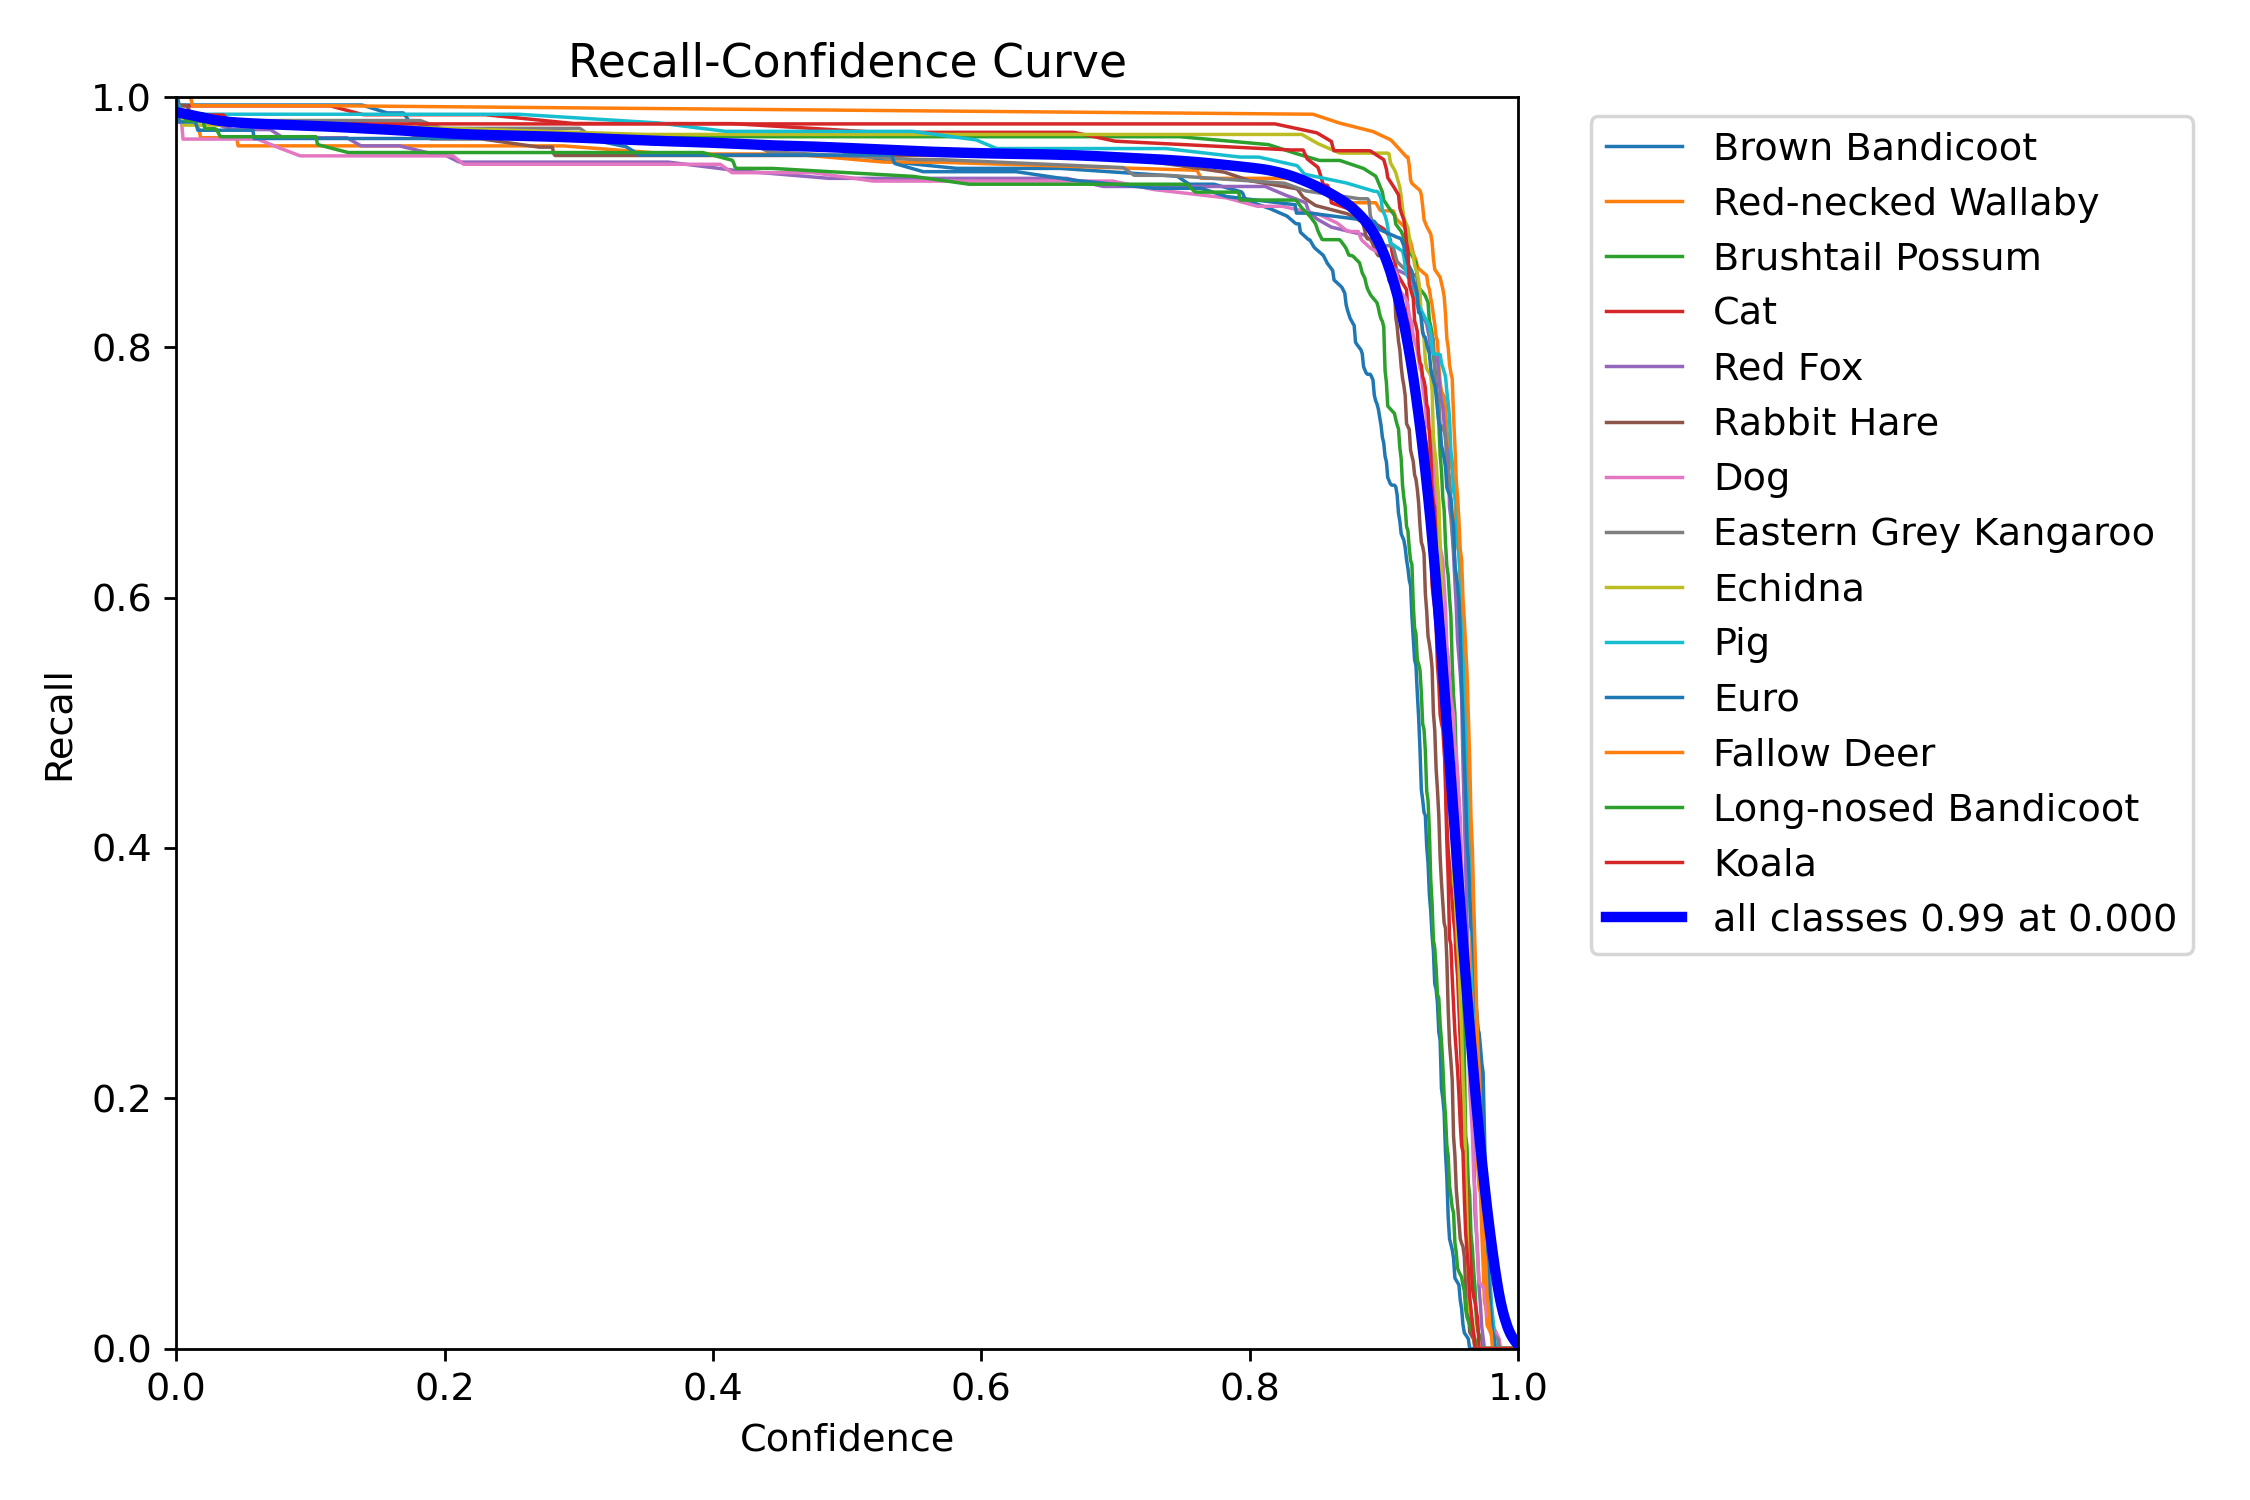 Recall-Confidence Curve
1.0
0.8
0.6
0.4
0.2
0.0
Recall
0.0 0.2 0.4 0.6 0.8 1.0
Confidence
Brown Bandicoot
Red-necked Wallaby
Brushtail Possum
Cat
Red Fox
Rabbit Hare
Dog
Eastern Grey Kangaroo
Echidna
Pig
Euro
Fallow Deer
Long-nosed Bandicoot
Koala
all classes 0.99 at 0.000